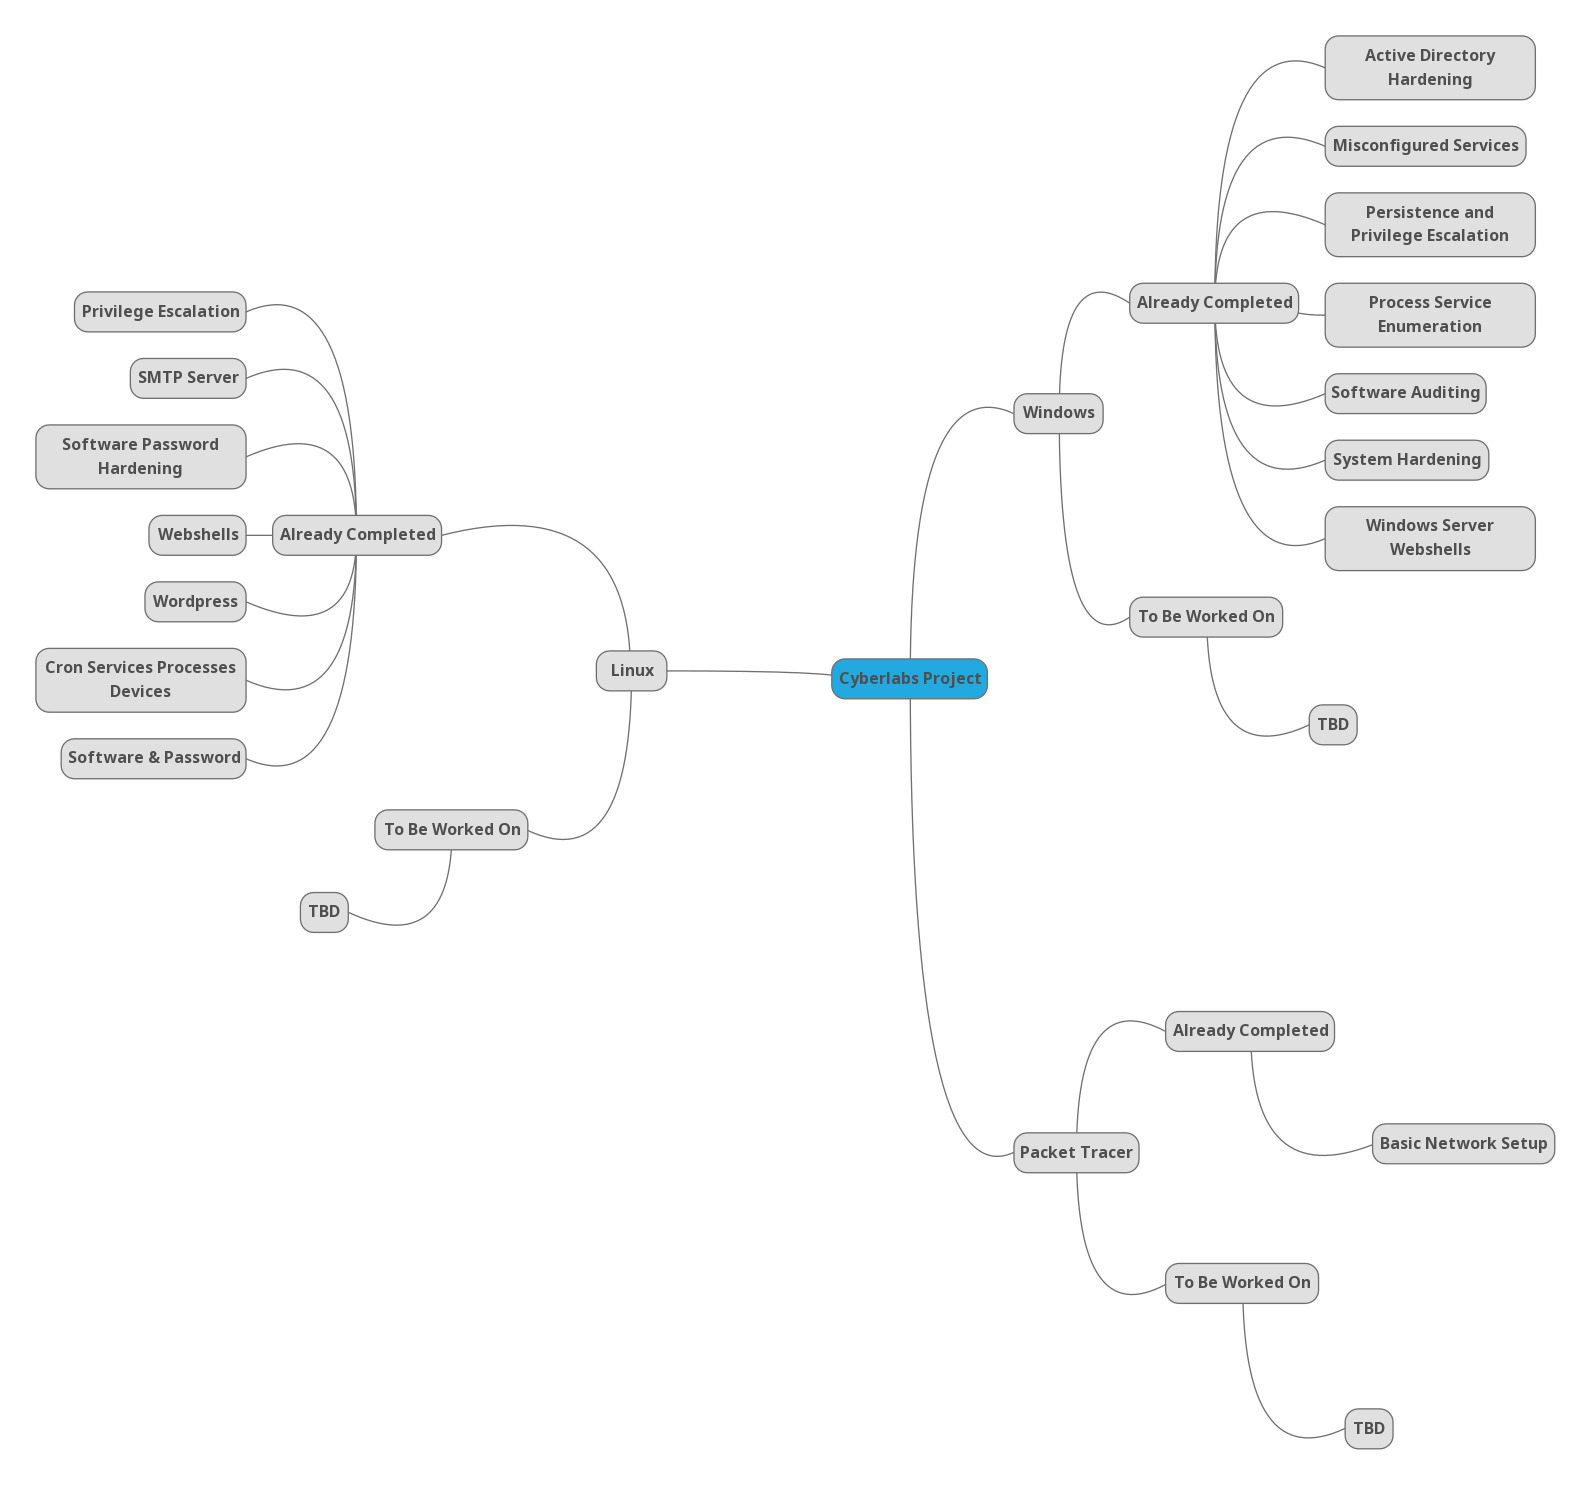 Cyberlabs Project
Windows
Already Completed
Active Directory
Hardening
Misconfigured Services
Persistence and
Privilege Escalation
Process Service
Enumeration
Software Auditing
System Hardening
Windows Server
Webshells
To Be Worked On
TBD
Packet Tracer
Already Completed
Basic Network Setup
To Be Worked On
TBD
Linux
Already Completed
Privilege Escalation
SMTP Server
Software Password
Hardening
Webshells
Wordpress
Cron Services Processes
Devices
Software & Password
To Be Worked On
TBD